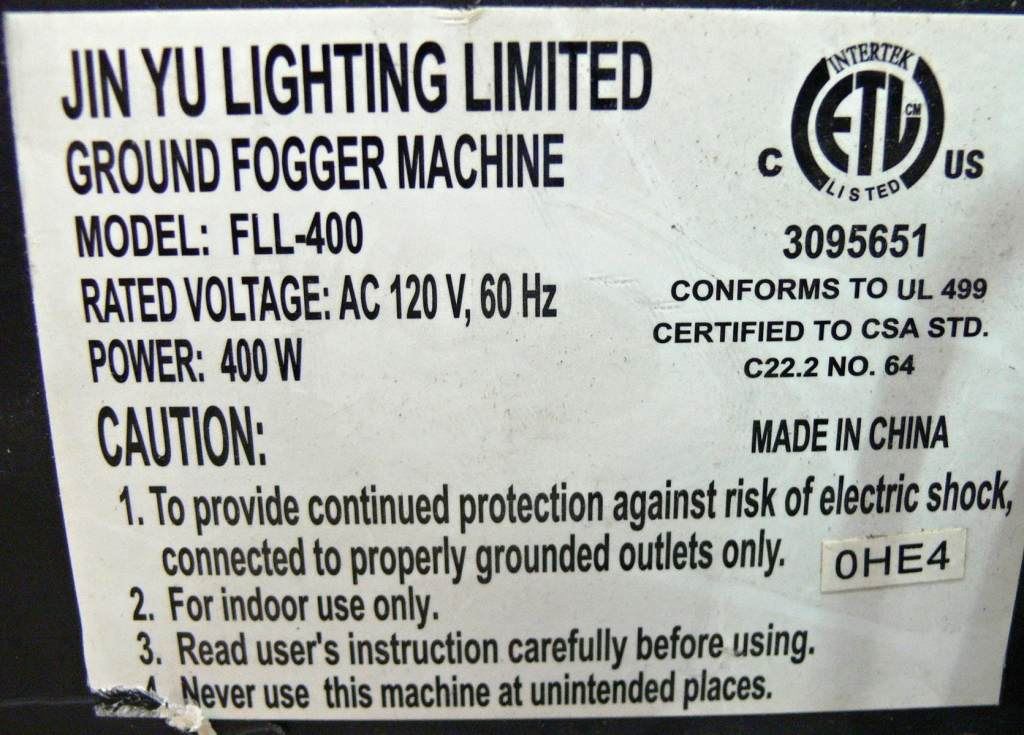 JIN YU LIGHTING LIMITED
GROUND FOGGER MACHINE
MODEL: FLL-400
RATED VOLTAGE: AC 120 V, 60 Hz
POWER: 400 W
INTERTEK
ETL CM
C US
LISTED
3095651
CONFORMS TO UL 499
CERTIFIED TO CSA STD.
C22.2 NO. 64
MADE IN CHINA
CAUTION:
1. To provide continued protection against risk of electric shock,
connected to properly grounded outlets only.
0HE4
2. For indoor use only.
3. Read user's instruction carefully before using.
4 Never use this machine at unintended places.